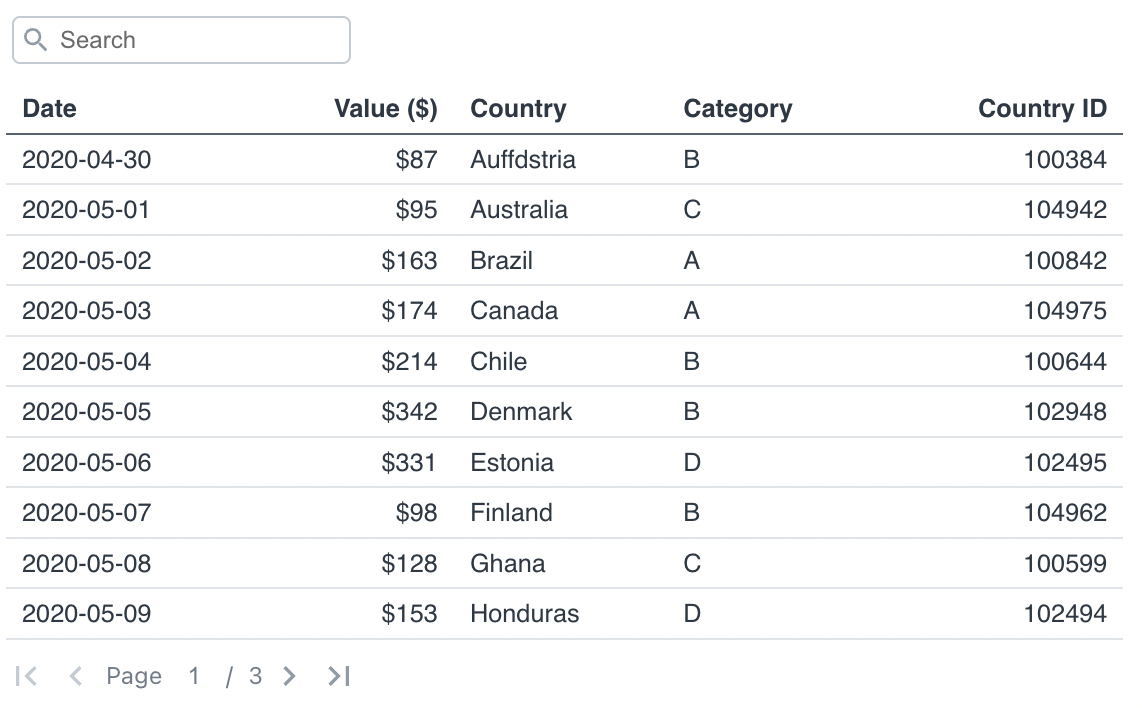 Search
Date Value ($) Country Category Country ID
2020-04-30 $87 Auffdstria B 100384
2020-05-01 $95 Australia C 104942
2020-05-02 $163 Brazil A 100842
2020-05-03 $174 Canada A 104975
2020-05-04 $214 Chile B 100644
2020-05-05 $342 Denmark B 102948
2020-05-06 $331 Estonia D 102495
2020-05-07 $98 Finland B 104962
2020-05-08 $128 Ghana C 100599
2020-05-09 $153 Honduras D 102494
Page 1 / 3